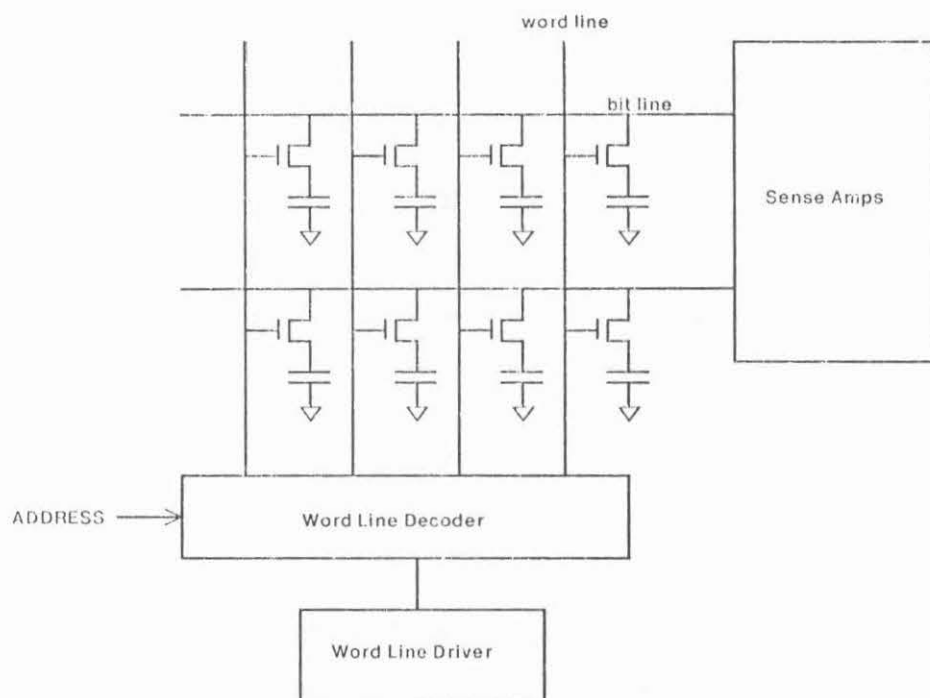 word line
bit line
Sense Amps
ADDRESS
Word Line Decoder
Word Line Driver